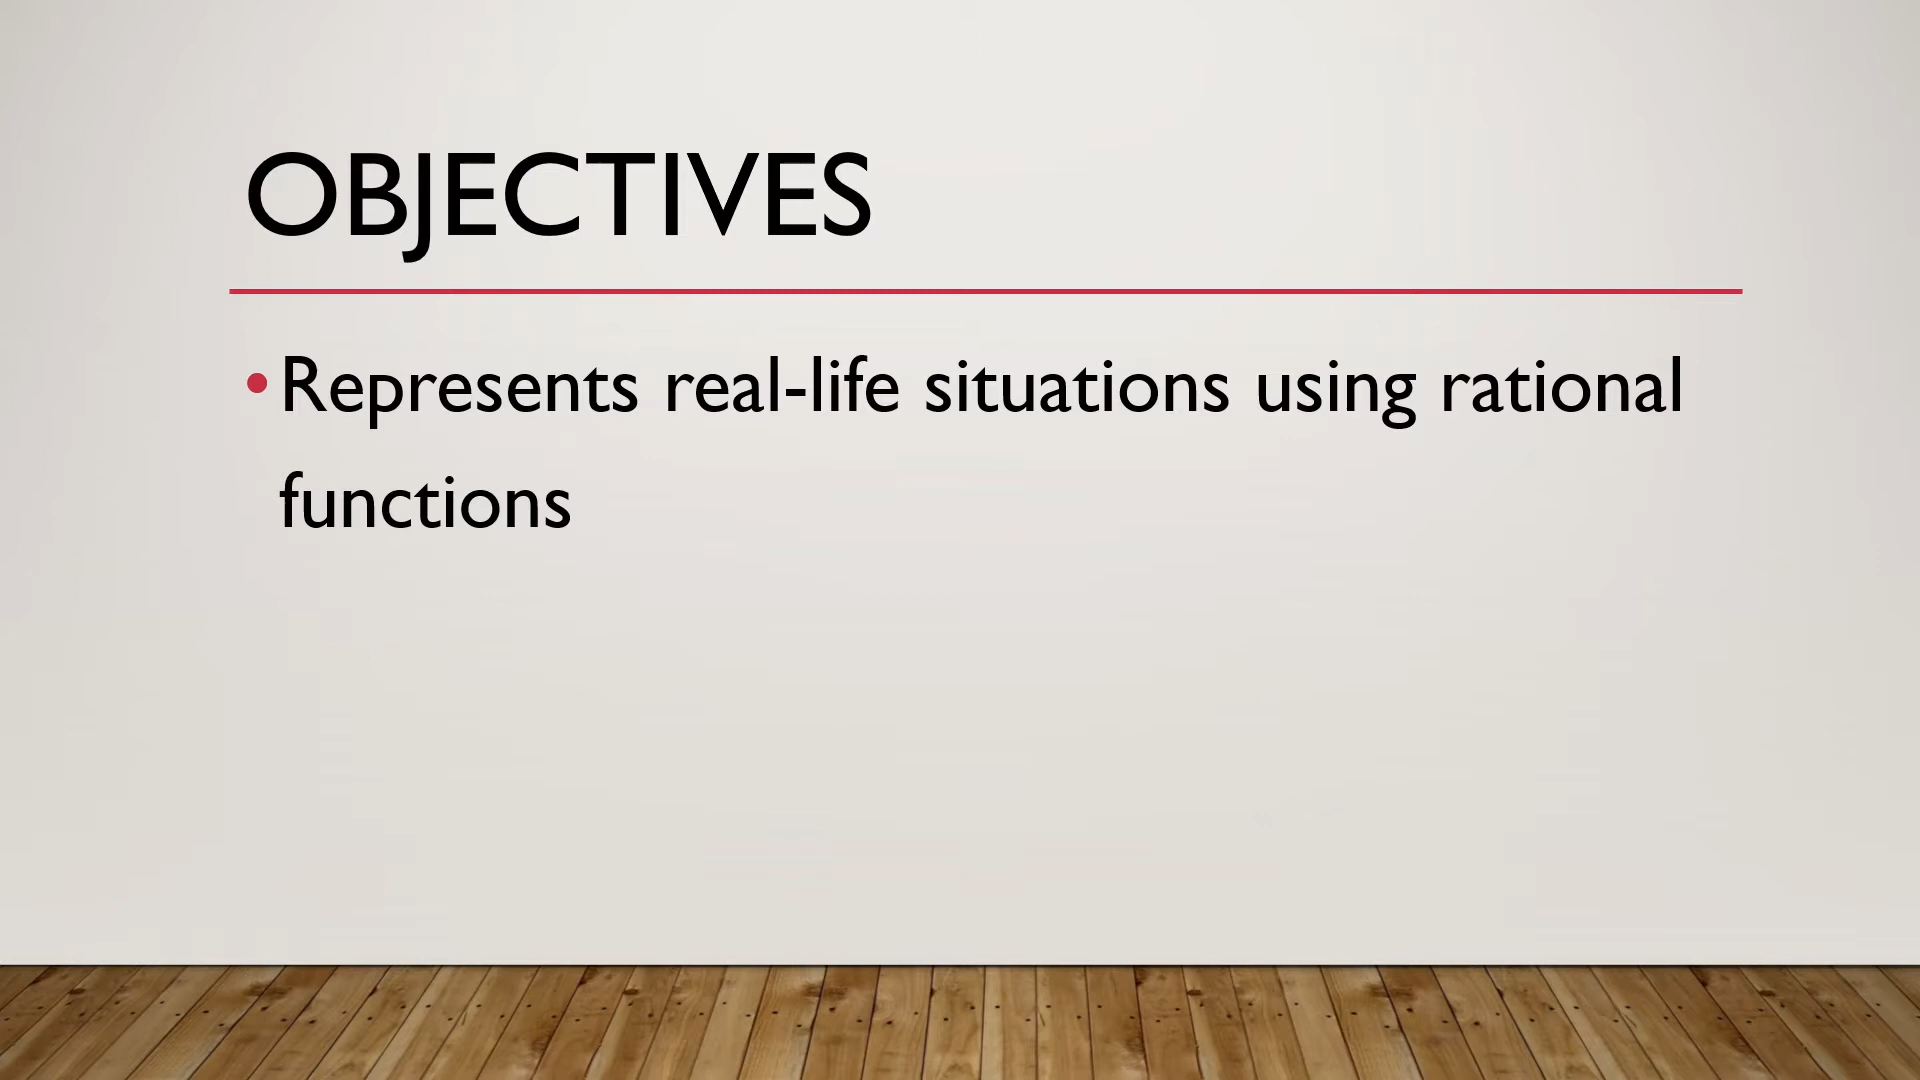 OBJECTIVES
• Represents real-life situations using rational
functions